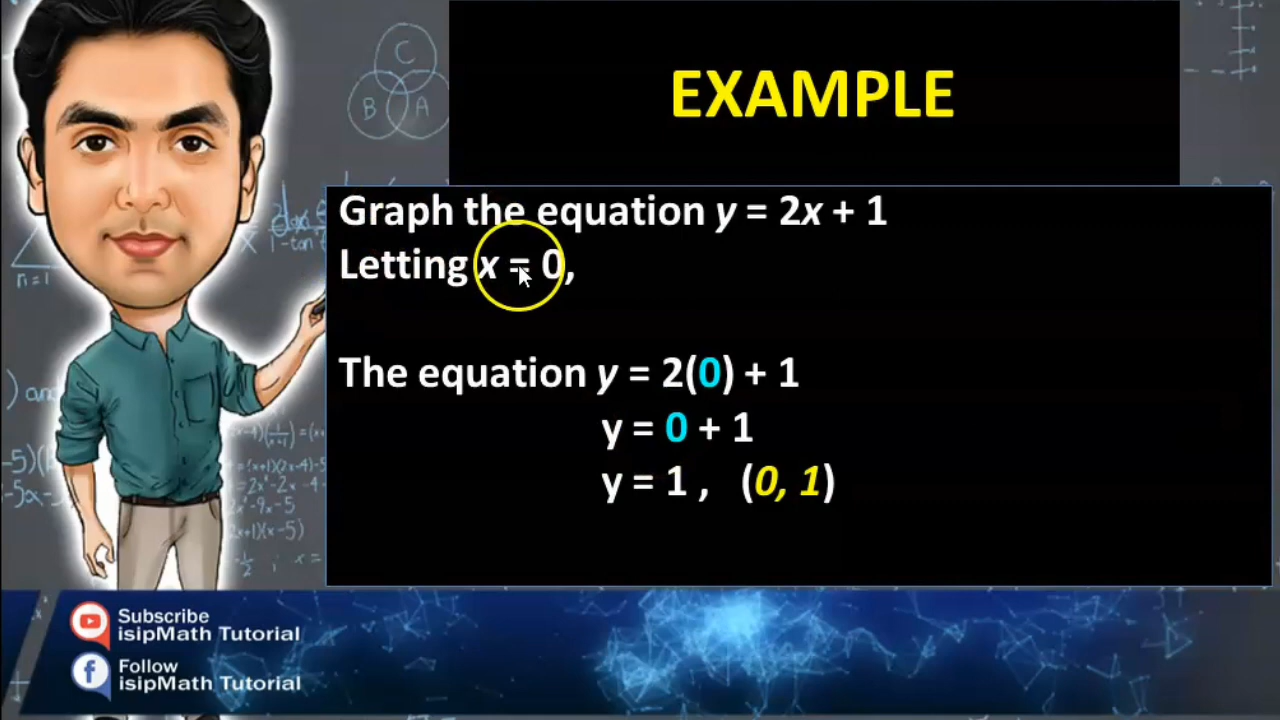 C
B A
EXAMPLE
Graph the equation y = 2x + 1
Letting x = 0,
n=1
The equation y = 2(0) + 1
y = 0 + 1
y = 1 , (0, 1)
Subscribe
isipMath Tutorial
Follow
isipMath Tutorial